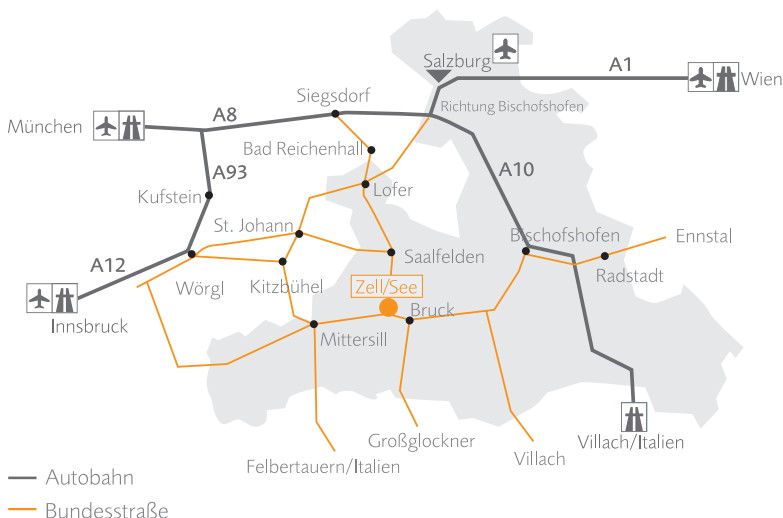 Salzburg
A1
Wien
Richtung Bischofshofen
Siegsdorf
A8
München
Bad Reichenhall
A10
A93
Kufstein
Lofer
St. Johann
Bischofshofen
Ennstal
Saalfelden
A12
Wörgl
Kitzbühel
Radstadt
Zell/See
Innsbruck
Bruck
Mittersill
Großglockner
Villach/Italien
Villach
Felbertauern/Italien
Autobahn
Bundesstraße